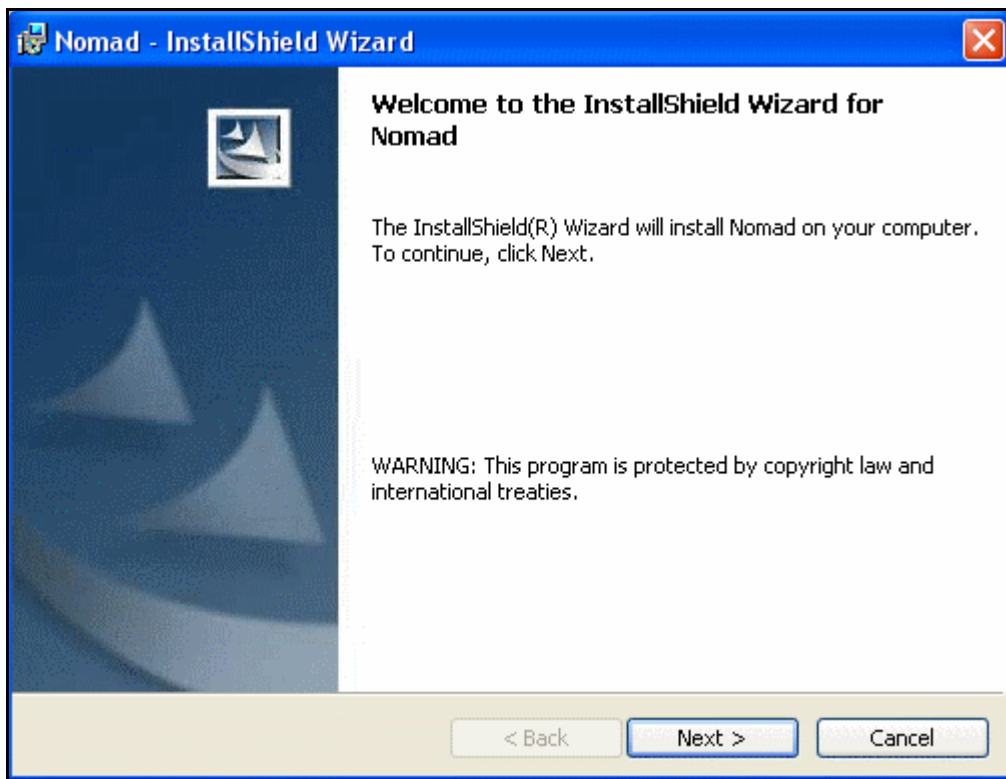 Nomad - InstallShield Wizard
Welcome to the InstallShield Wizard for
Nomad
The InstallShield(R) Wizard will install Nomad on your computer.
To continue, click Next.
WARNING: This program is protected by copyright law and
international treaties.
< Back
Next >
Cancel